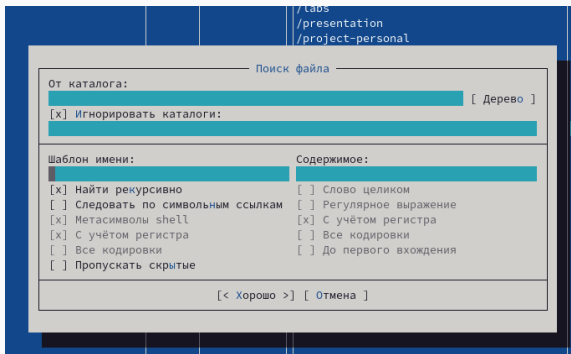 /labs
/presentation
/project-personal
Поиск файла
От каталога:
[ Дерево ]
[x] Игнорировать каталоги:
Шаблон имени:
[x] Найти рекурсивно
[ ] Следовать по символьным ссылкам
[x] Метасимволы shell
[x] С учётом регистра
[ ] Все кодировки
[ ] Пропускать скрытые
Содержимое:
[ ] Слово целиком
[ ] Регулярное выражение
[x] С учётом регистра
[ ] Все кодировки
[ ] До первого вхождения
[< Хорошо >] [ Отмена ]